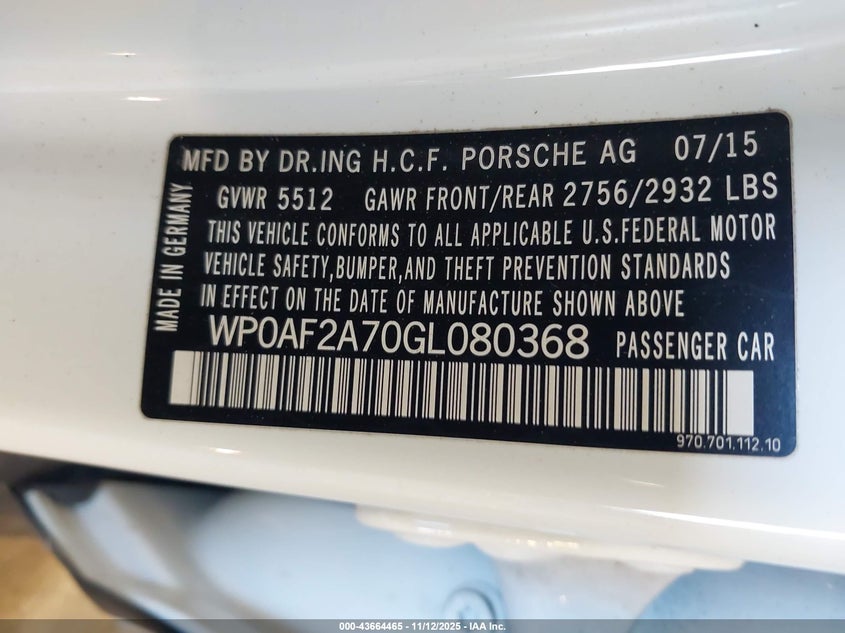 MFD BY DR.ING H.C.F. PORSCHE AG 07/15
GVWR 5512 GAWR FRONT/REAR 2756/2932 LBS
THIS VEHICLE CONFORMS TO ALL APPLICABLE U.S.FEDERAL MOTOR
VEHICLE SAFETY,BUMPER,AND THEFT PREVENTION STANDARDS
IN EFFECT ON THE DATE OF MANUFACTURE SHOWN ABOVE
WP0AF2A70GL080368 PASSENGER CAR
970.701.112.10
MADE IN GERMANY
000-43664465 - 11/12/2025 - IAA Inc.